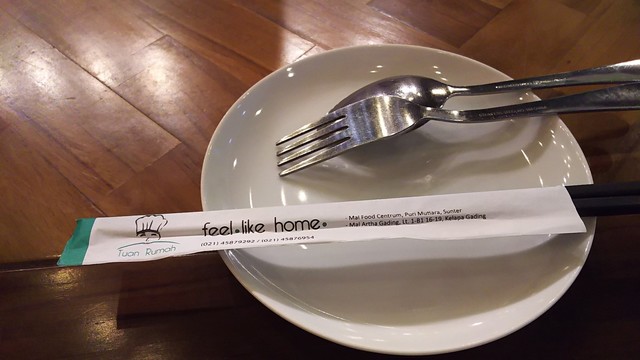 feel.like home.
(021) 45879292 / (021) 45876954
Tuan Rumah
- Mal Food Centrum, Puri Mutiara, Sunter
- Mal Artha Gading, Lt. 1-B1 16-19, Kelapa Gading